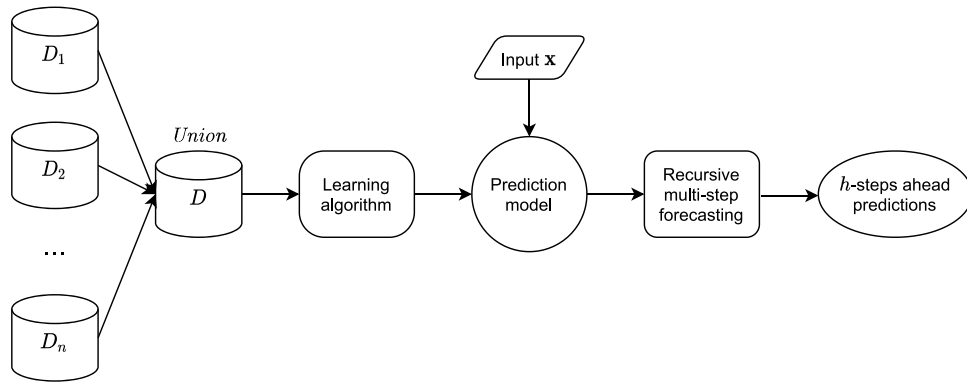 D₁
D₂
...
Dₙ
Union
D
Learning
algorithm
Input x
Prediction
model
Recursive
multi-step
forecasting
h-steps ahead
predictions